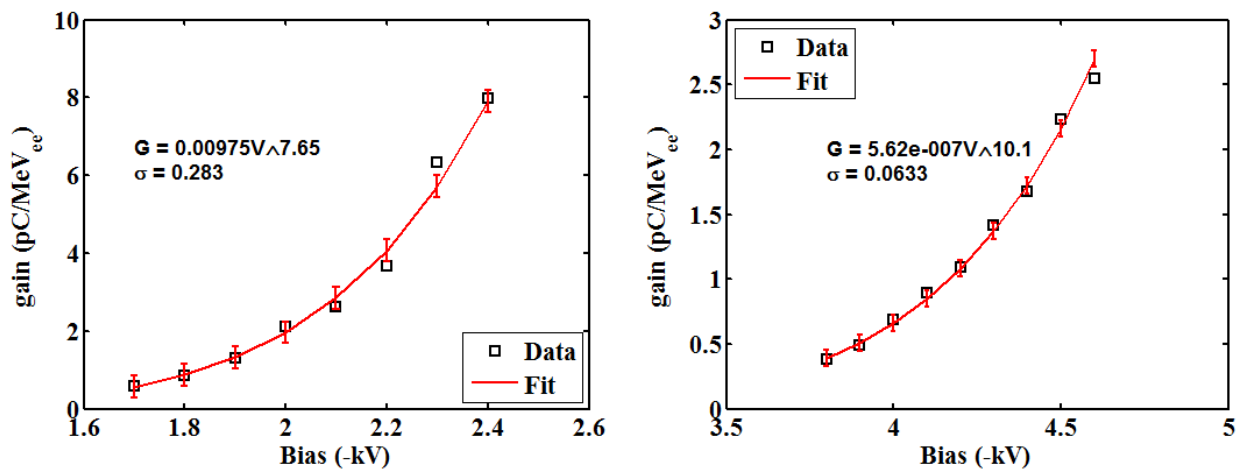 10
8
6
4
2
0
gain (pC/MeVee)
G = 0.00975V∧7.65
σ = 0.283
Data
Fit
1.6
1.8
2
2.2
2.4
2.6
Bias (-kV)
3
2.5
2
1.5
1
0.5
0
gain (pC/MeVee)
Data
Fit
G = 5.62e-007V∧10.1
σ = 0.0633
3.5
4
4.5
5
Bias (-kV)